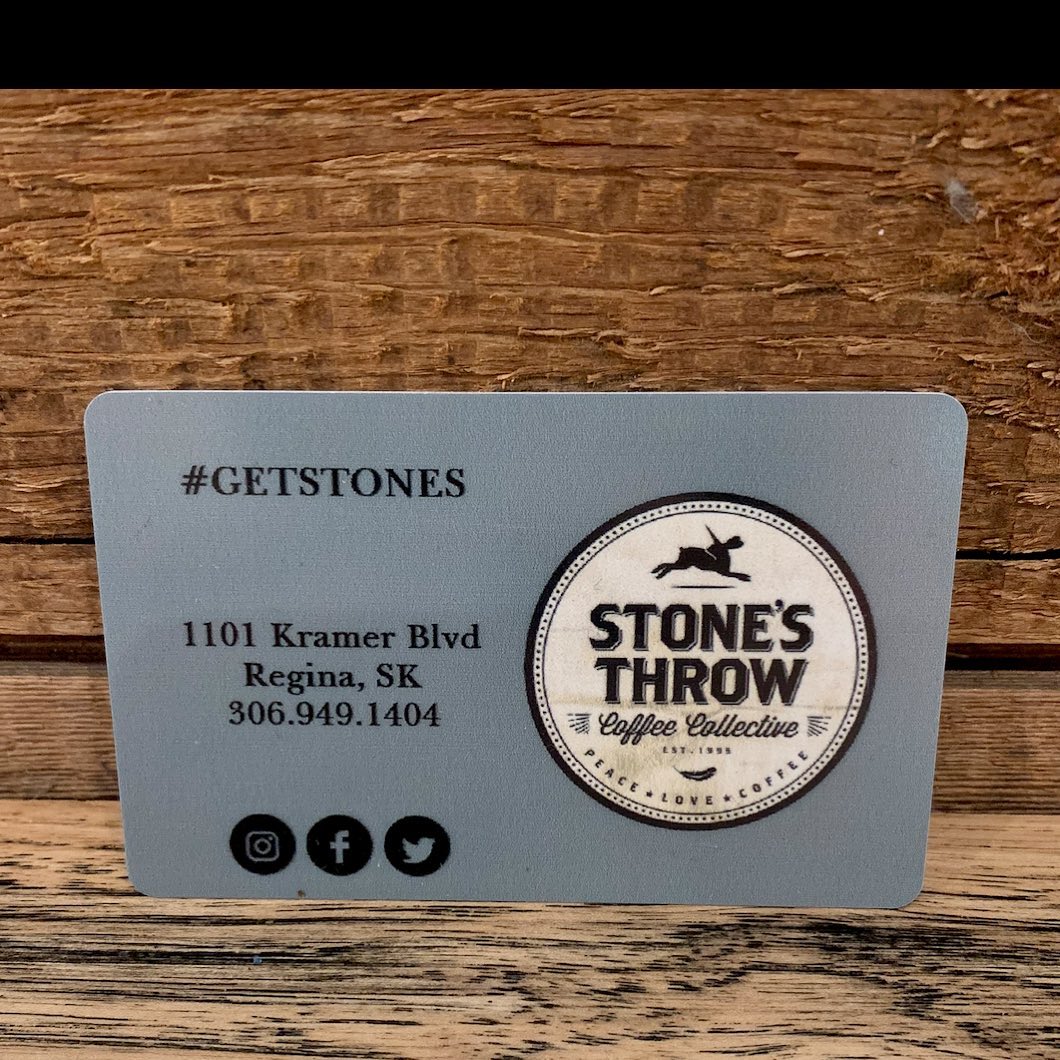 #GETSTONES
1101 Kramer Blvd
Regina, SK
306.949.1404
STONE'S
THROW
Coffee Collective
EST. 1995
PEACE ★ LOVE ★ COFFEE